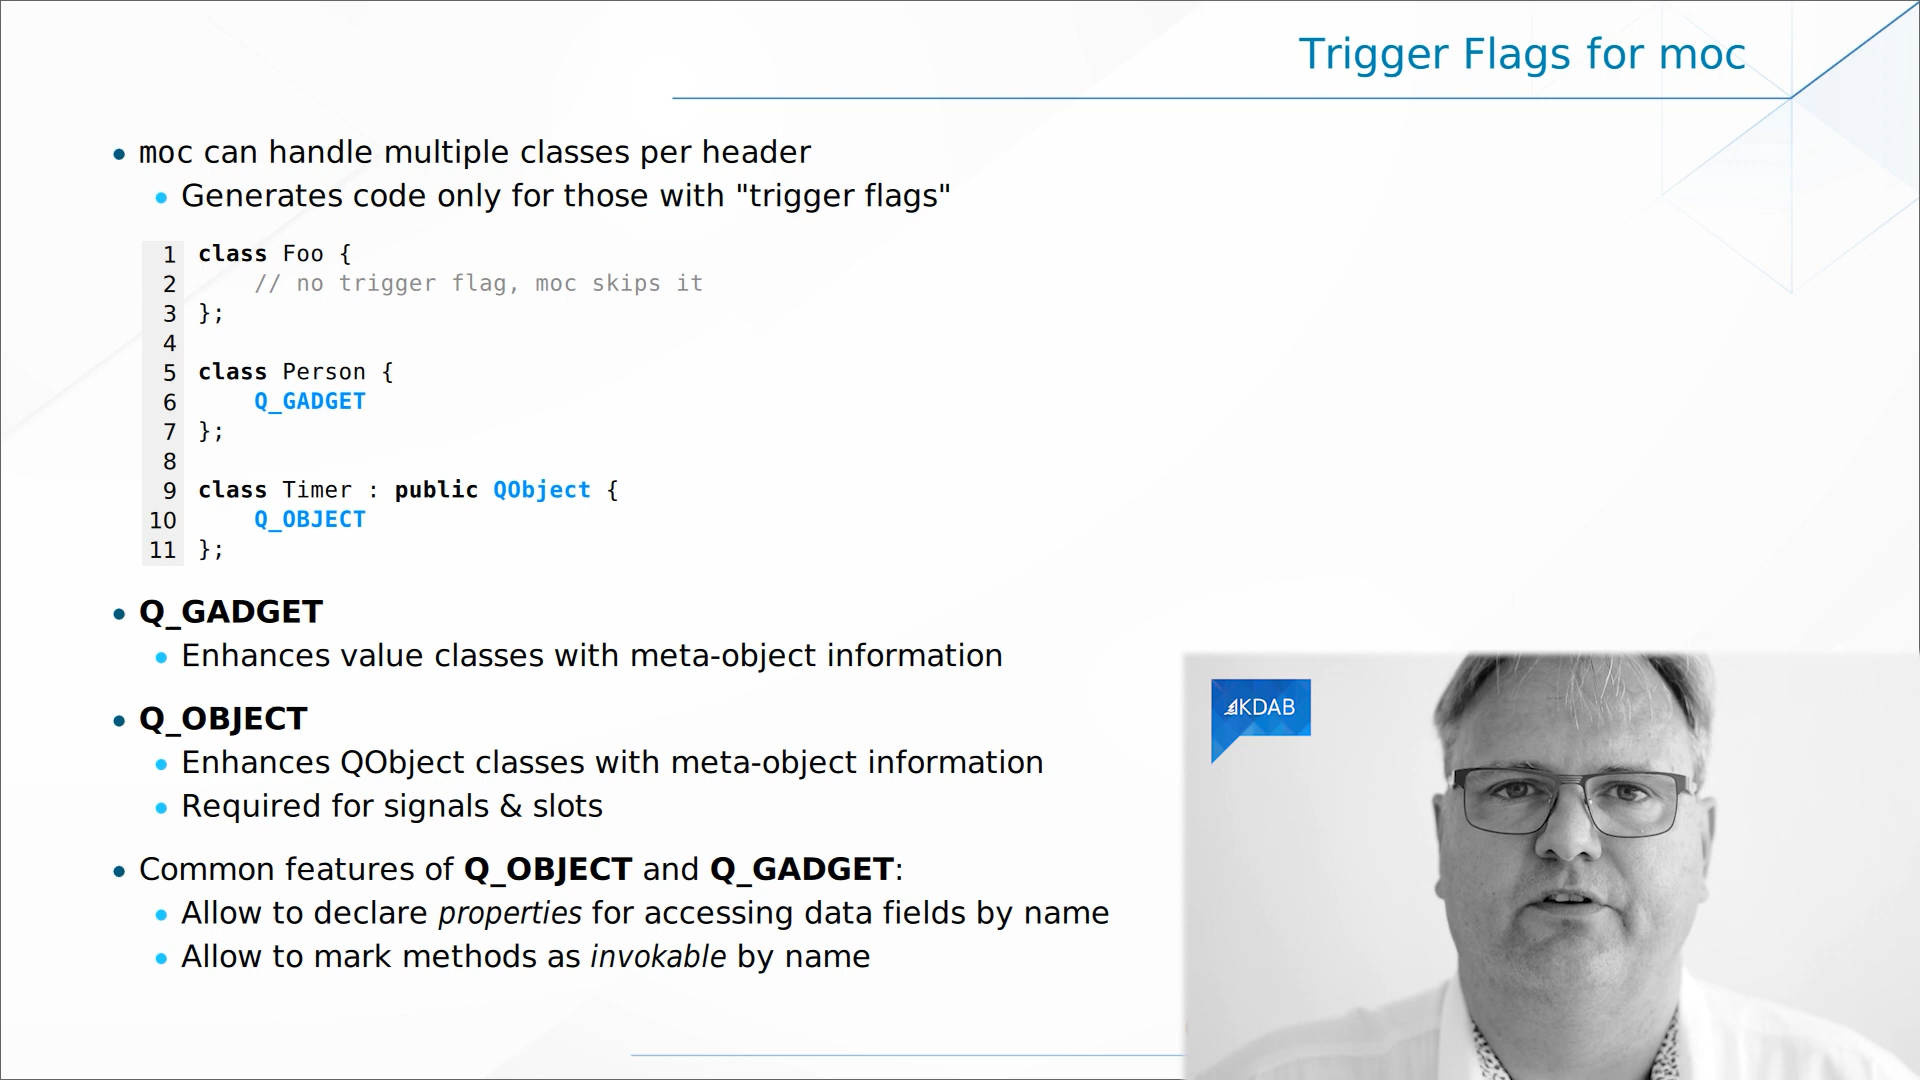 Trigger Flags for moc
• moc can handle multiple classes per header
• Generates code only for those with "trigger flags"
1 class Foo {
2     // no trigger flag, moc skips it
3 };
4
5 class Person {
6     Q_GADGET
7 };
8
9 class Timer : public QObject {
10     Q_OBJECT
11 };
• Q_GADGET
• Enhances value classes with meta-object information
• Q_OBJECT
• Enhances QObject classes with meta-object information
• Required for signals & slots
• Common features of Q_OBJECT and Q_GADGET:
• Allow to declare properties for accessing data fields by name
• Allow to mark methods as invokable by name
KDAB